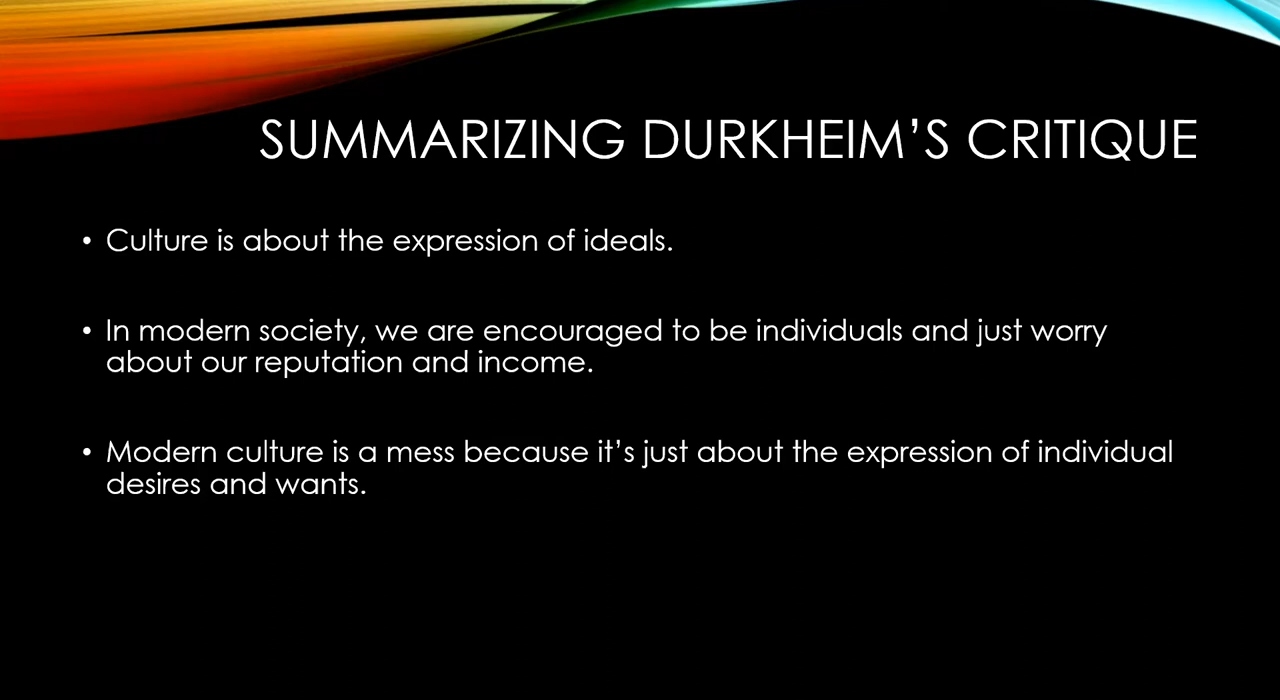 SUMMARIZING DURKHEIM’S CRITIQUE
• Culture is about the expression of ideals.
• In modern society, we are encouraged to be individuals and just worry
about our reputation and income.
• Modern culture is a mess because it’s just about the expression of individual
desires and wants.